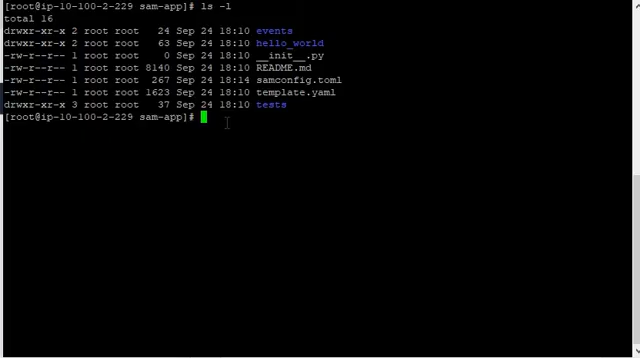 [root@ip-10-100-2-229 sam-app]# ls -l
total 16
drwxr-xr-x 2 root root 24 Sep 24 18:10 events
drwxr-xr-x 2 root root 63 Sep 24 18:10 hello_world
-rw-r--r-- 1 root root 0 Sep 24 18:10 __init__.py
-rw-r--r-- 1 root root 8140 Sep 24 18:10 README.md
-rw-r--r-- 1 root root 267 Sep 24 18:14 samconfig.toml
-rw-r--r-- 1 root root 1623 Sep 24 18:10 template.yaml
drwxr-xr-x 3 root root 37 Sep 24 18:10 tests
[root@ip-10-100-2-229 sam-app]#